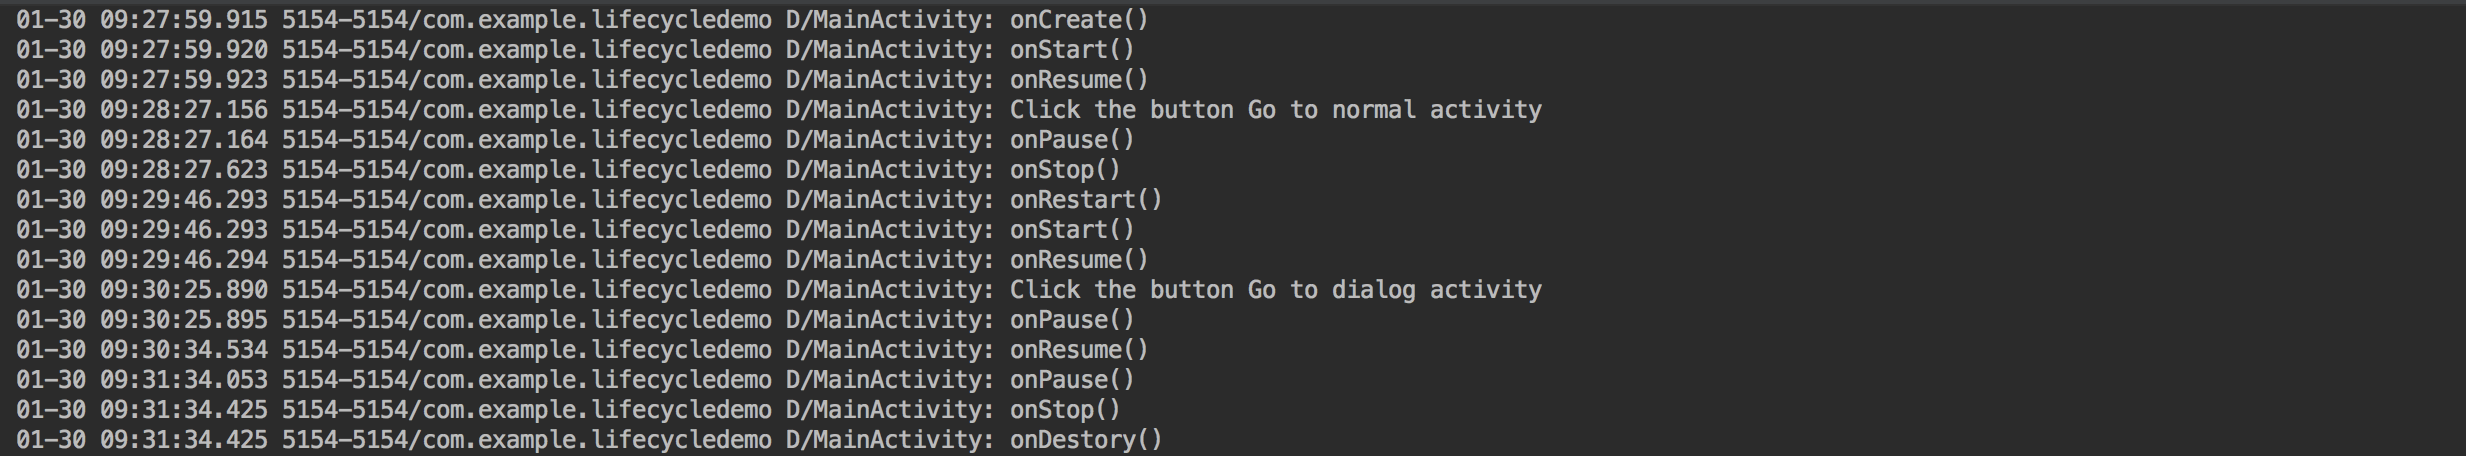 01-30 09:27:59.915 5154-5154/com.example.lifecycledemo D/MainActivity: onCreate()
01-30 09:27:59.920 5154-5154/com.example.lifecycledemo D/MainActivity: onStart()
01-30 09:27:59.923 5154-5154/com.example.lifecycledemo D/MainActivity: onResume()
01-30 09:28:27.156 5154-5154/com.example.lifecycledemo D/MainActivity: Click the button Go to normal activity
01-30 09:28:27.164 5154-5154/com.example.lifecycledemo D/MainActivity: onPause()
01-30 09:28:27.623 5154-5154/com.example.lifecycledemo D/MainActivity: onStop()
01-30 09:29:46.293 5154-5154/com.example.lifecycledemo D/MainActivity: onRestart()
01-30 09:29:46.293 5154-5154/com.example.lifecycledemo D/MainActivity: onStart()
01-30 09:29:46.294 5154-5154/com.example.lifecycledemo D/MainActivity: onResume()
01-30 09:30:25.890 5154-5154/com.example.lifecycledemo D/MainActivity: Click the button Go to dialog activity
01-30 09:30:25.895 5154-5154/com.example.lifecycledemo D/MainActivity: onPause()
01-30 09:30:34.534 5154-5154/com.example.lifecycledemo D/MainActivity: onResume()
01-30 09:31:34.053 5154-5154/com.example.lifecycledemo D/MainActivity: onPause()
01-30 09:31:34.425 5154-5154/com.example.lifecycledemo D/MainActivity: onStop()
01-30 09:31:34.425 5154-5154/com.example.lifecycledemo D/MainActivity: onDestory()